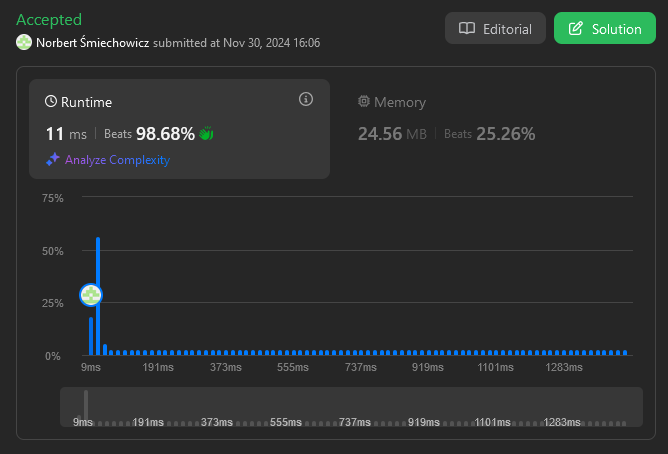 Accepted
Norbert Śmiechowicz submitted at Nov 30, 2024 16:06
Editorial
Solution
Runtime
11 ms | Beats 98.68%
Analyze Complexity
Memory
24.56 MB | Beats 25.26%
75%
50%
25%
0%
9ms 191ms 373ms 555ms 737ms 919ms 1101ms 1283ms
9ms 191ms 373ms 555ms 737ms 919ms 1101ms 1283ms